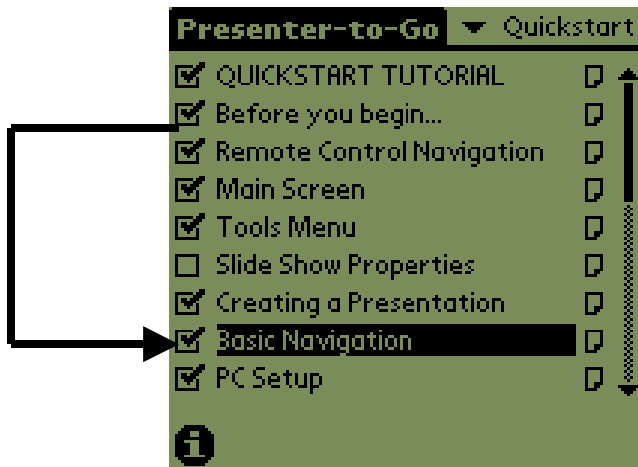 Presenter-to-Go Quickstart
QUICKSTART TUTORIAL
Before you begin...
Remote Control Navigation
Main Screen
Tools Menu
Slide Show Properties
Creating a Presentation
Basic Navigation
PC Setup